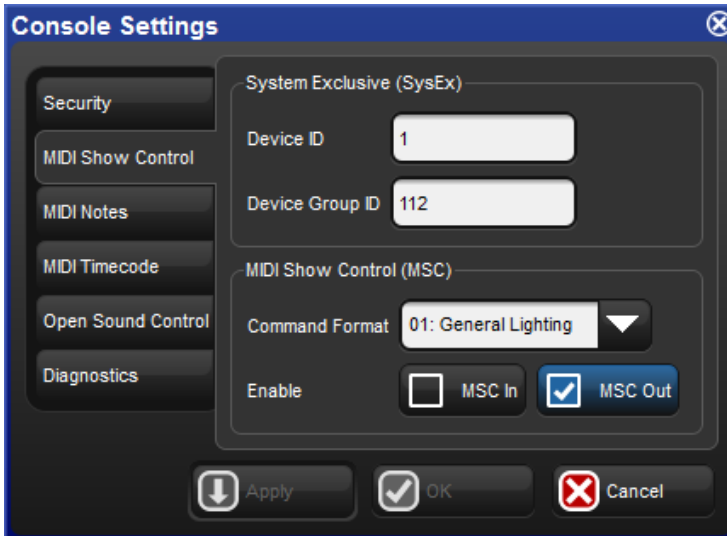 Console Settings
Security
MIDI Show Control
MIDI Notes
MIDI Timecode
Open Sound Control
Diagnostics
System Exclusive (SysEx)
Device ID 1
Device Group ID 112
MIDI Show Control (MSC)
Command Format 01: General Lighting
Enable MSC In MSC Out
Apply OK Cancel